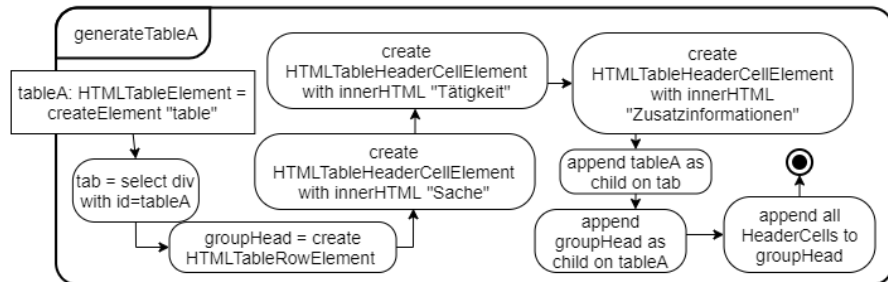 generateTableA
tableA: HTMLTableElement =
createElement "table"
tab = select div
with id=tableA
groupHead = create
HTMLTableRowElement
create
HTMLTableHeaderCellElement
with innerHTML "Sache"
create
HTMLTableHeaderCellElement
with innerHTML "Tätigkeit"
create
HTMLTableHeaderCellElement
with innerHTML
"Zusatzinformationen"
append tableA as
child on tab
append
groupHead as
child on tableA
append all
HeaderCells to
groupHead